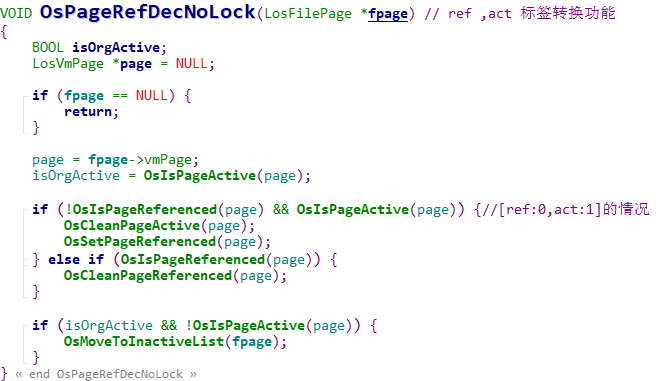 VOID OsPageRefDecNoLock(LosFilePage *fpage) // ref ,act 标签转换功能
{
    BOOL isOrgActive;
    LosVmPage *page = NULL;

    if (fpage == NULL) {
        return;
    }

    page = fpage->vmPage;
    isOrgActive = OsIsPageActive(page);

    if (!OsIsPageReferenced(page) && OsIsPageActive(page)) {//[ref:0,act:1]的情况
        OsCleanPageActive(page);
        OsSetPageReferenced(page);
    } else if (OsIsPageReferenced(page)) {
        OsCleanPageReferenced(page);
    }

    if (isOrgActive && !OsIsPageActive(page)) {
        OsMoveToInactiveList(fpage);
    }
} « end OsPageRefDecNoLock »